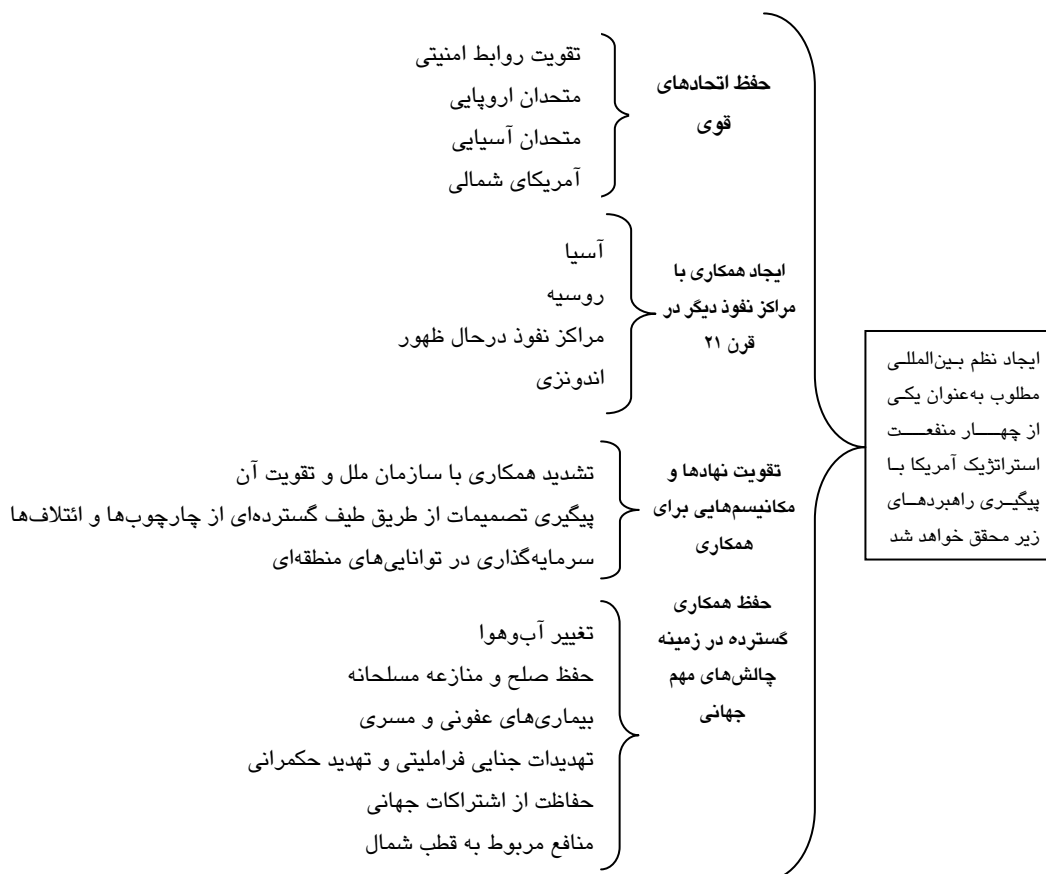 ایجاد نظم بین‌المللی
مطلوب به‌عنوان یکی
از چهار منفعت
استراتژیک آمریکا با
پیگیری راهبردهای
زیر محقق خواهد شد
حفظ اتحادهای
قوی
تقویت روابط امنیتی
متحدان اروپایی
متحدان آسیایی
آمریکای شمالی
ایجاد همکاری با
مراکز نفوذ دیگر در
قرن ۲۱
آسیا
روسیه
مراکز نفوذ درحال ظهور
اندونزی
تقویت نهادها و
مکانیسم‌هایی برای
همکاری
تشدید همکاری با سازمان ملل و تقویت آن
پیگیری تصمیمات از طریق طیف گسترده‌ای از چارچوب‌ها و ائتلاف‌ها
سرمایه‌گذاری در توانایی‌های منطقه‌ای
حفظ همکاری
گسترده در زمینه
چالش‌های مهم
جهانی
تغییر آب‌وهوا
حفظ صلح و منازعه مسلحانه
بیماری‌های عفونی و مسری
تهدیدات جنایی فراملیتی و تهدید حکمرانی
حفاظت از اشتراکات جهانی
منافع مربوط به قطب شمال